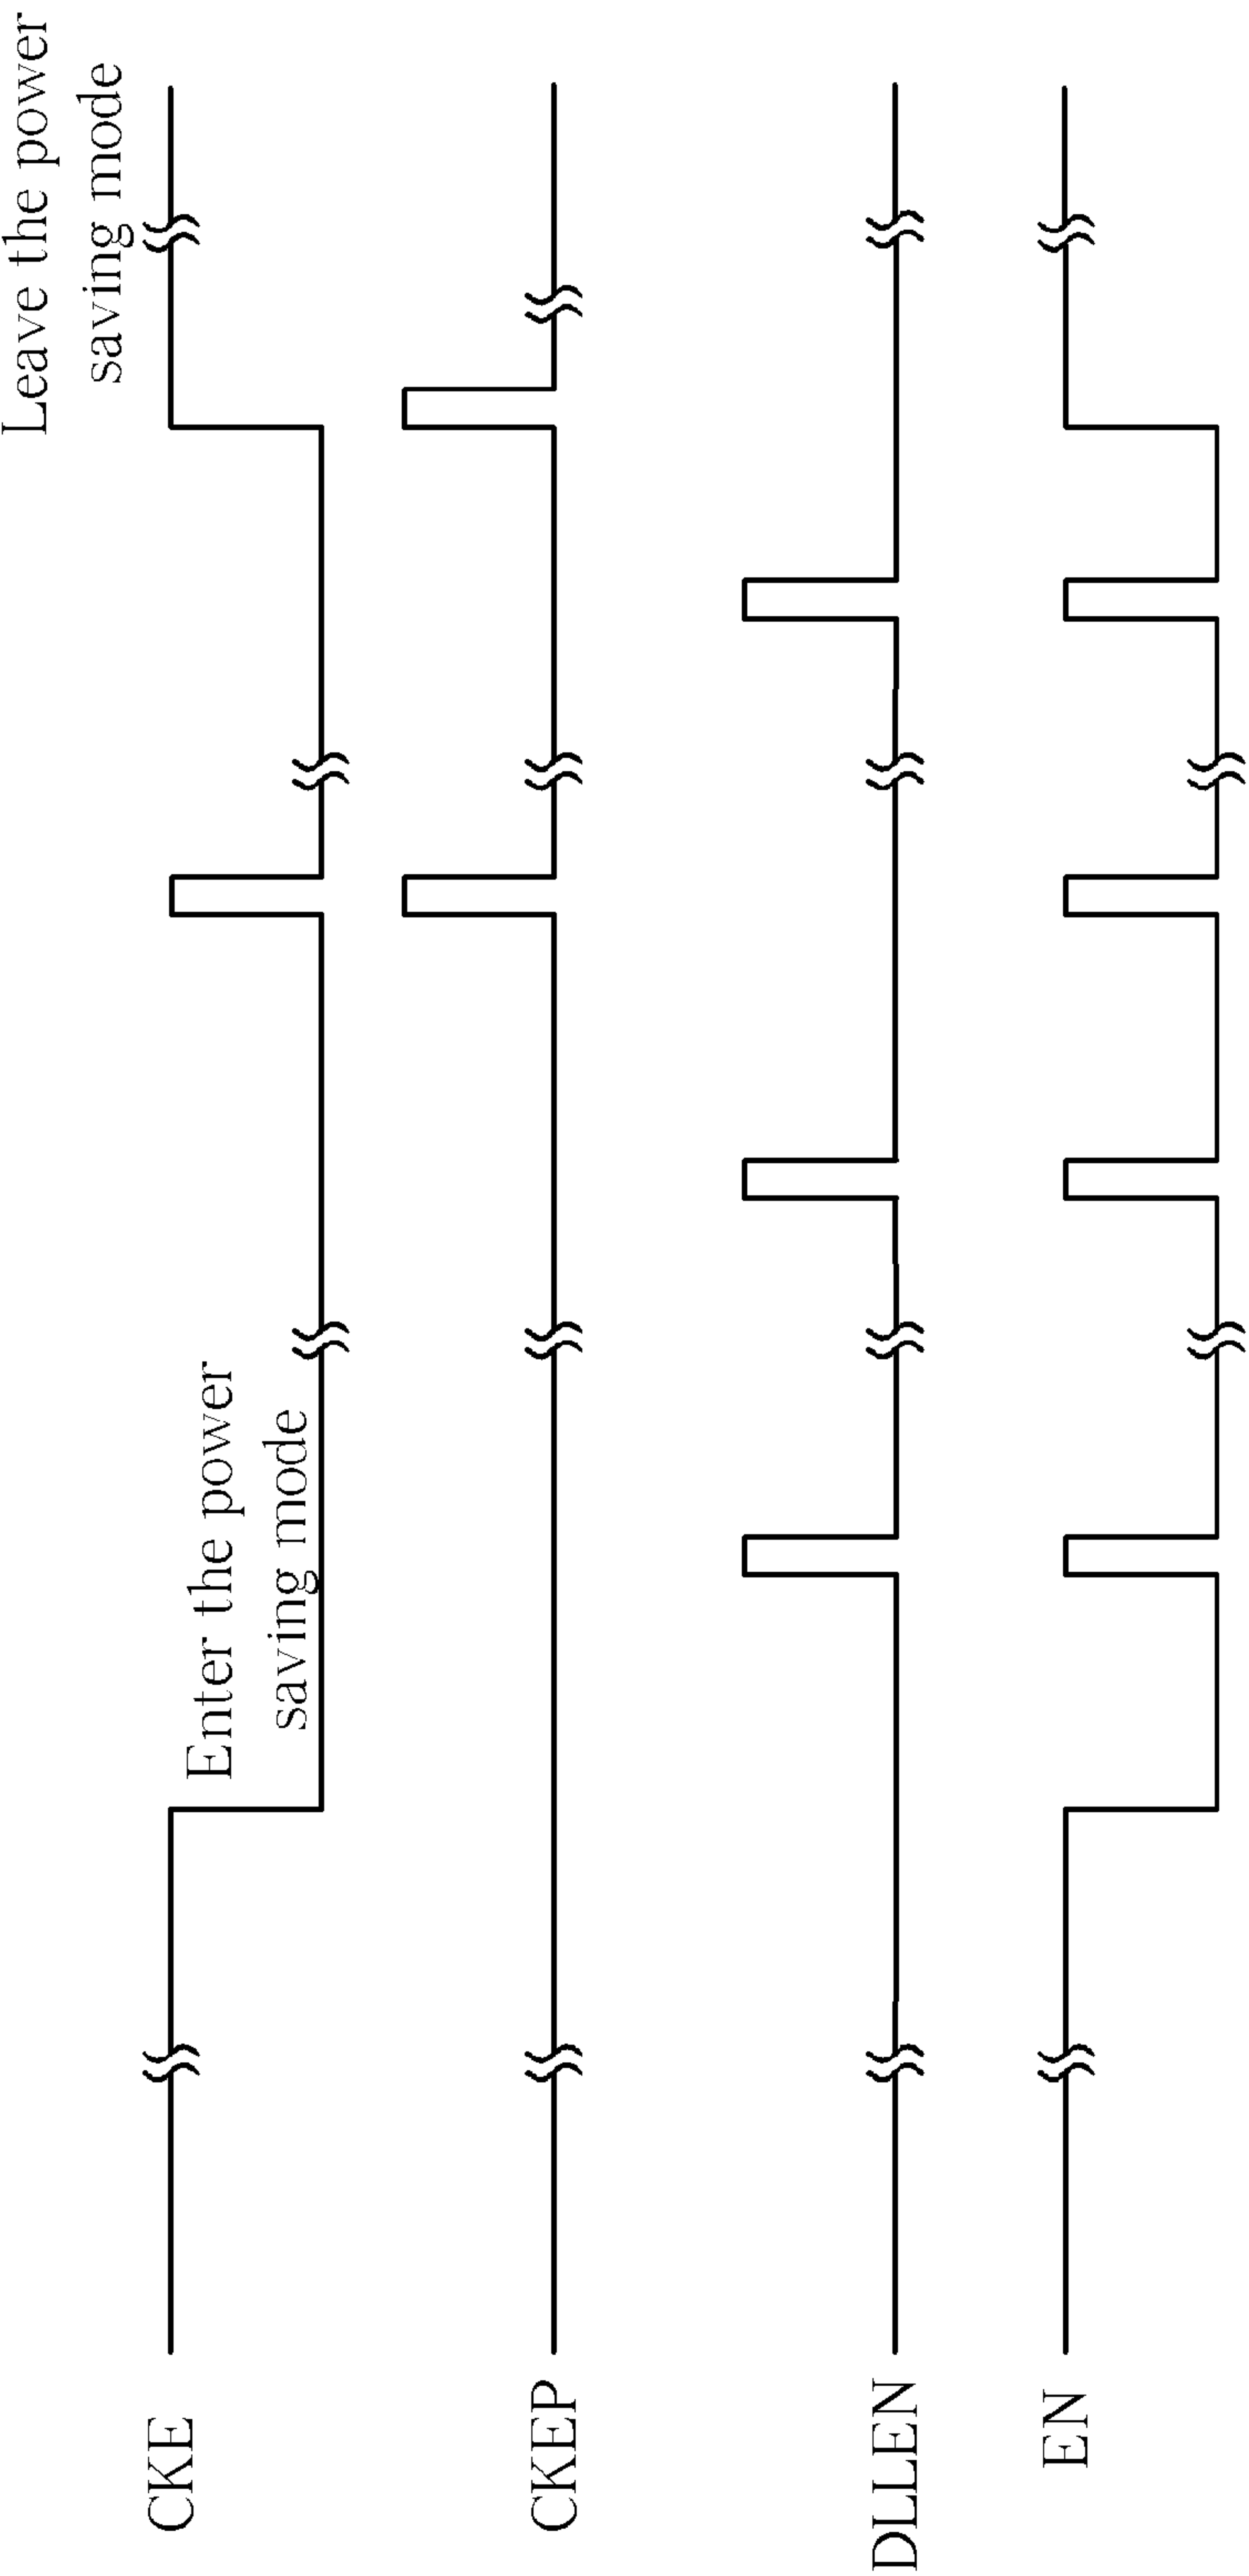 Leave the power
saving mode
Enter the power
saving mode
CKE
CKEP
DLLEN
EN